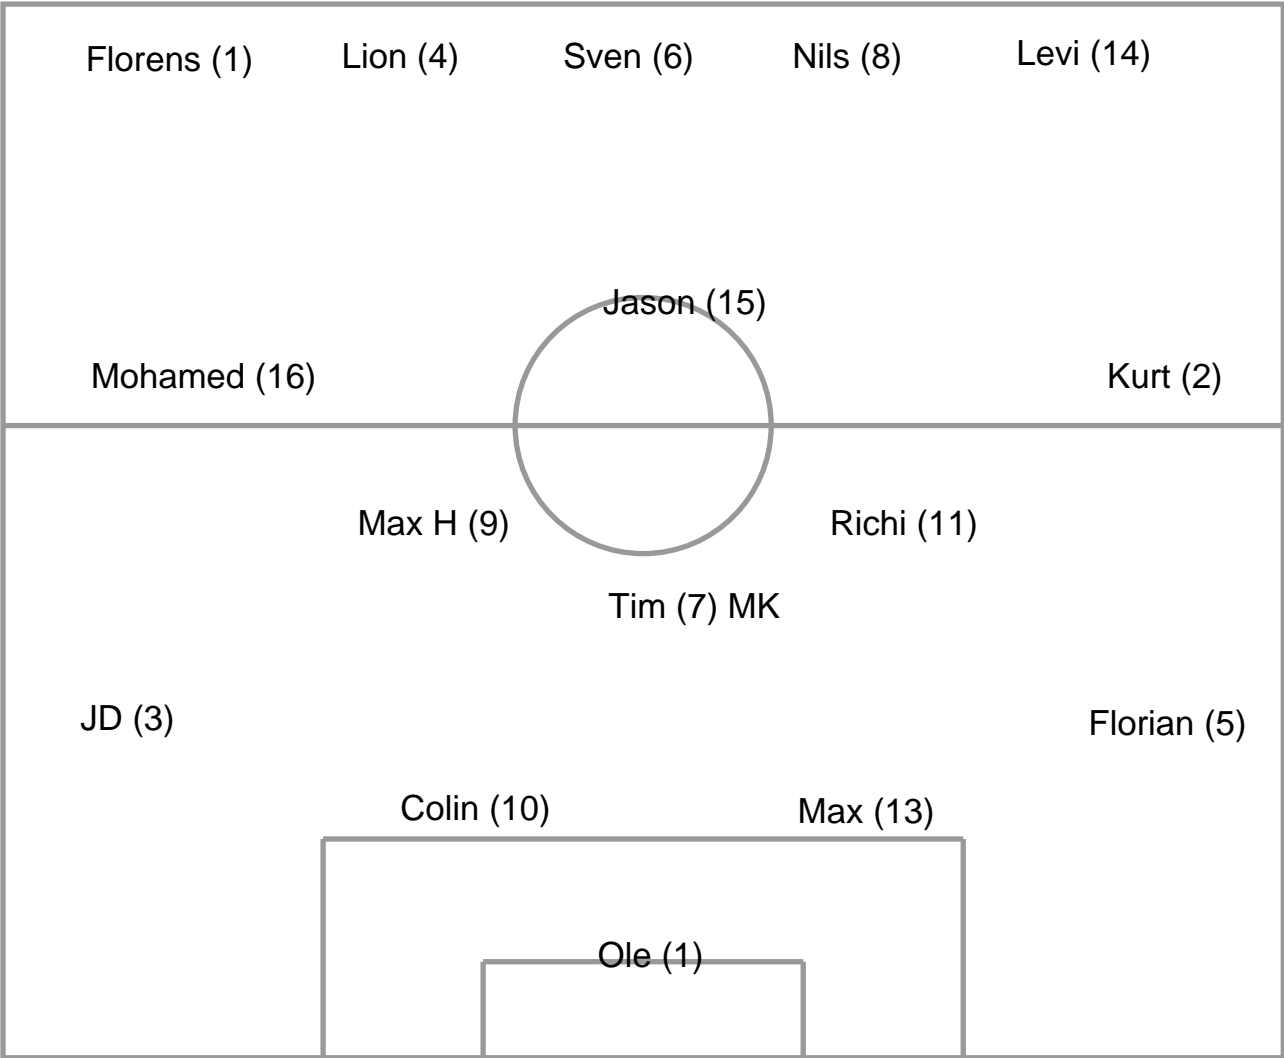 Florens (1) Lion (4) Sven (6) Nils (8) Levi (14)
Jason (15)
Mohamed (16) Kurt (2)
Max H (9) Richi (11)
Tim (7) MK
JD (3) Florian (5)
Colin (10) Max (13)
Ole (1)